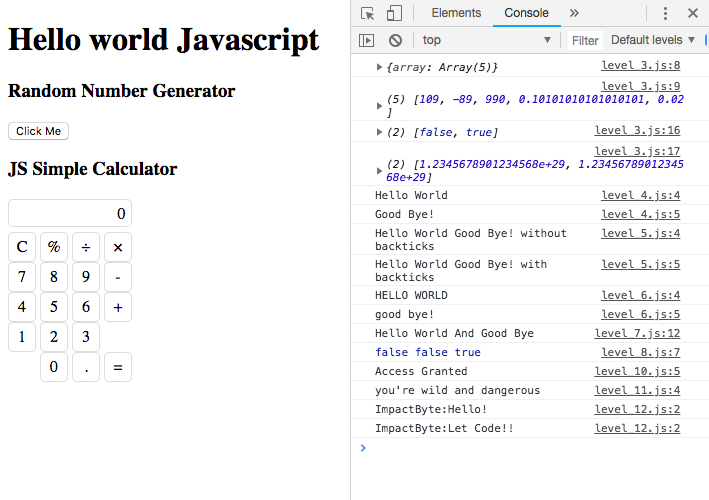 Hello world Javascript
Random Number Generator
Click Me
JS Simple Calculator
0
C % ÷ ×
7 8 9 -
4 5 6 +
1 2 3
0 . =
Elements Console »
top Filter Default levels
{array: Array(5)} level 3.js:8
level 3.js:9
(5) [109, −89, 990, 0.10101010101010101, 0.02
]
(2) [false, true] level 3.js:16
level 3.js:17
(2) [1.2345678901234568e+29, 1.23456789012345
68e+29]
Hello World level 4.js:4
Good Bye! level 4.js:5
Hello World Good Bye! without level 5.js:4
backticks
Hello World Good Bye! with level 5.js:5
backticks
HELLO WORLD level 6.js:4
good bye! level 6.js:5
Hello World And Good Bye level 7.js:12
false false true level 8.js:7
Access Granted level 10.js:5
you're wild and dangerous level 11.js:4
ImpactByte:Hello! level 12.js:2
ImpactByte:Let Code!! level 12.js:2